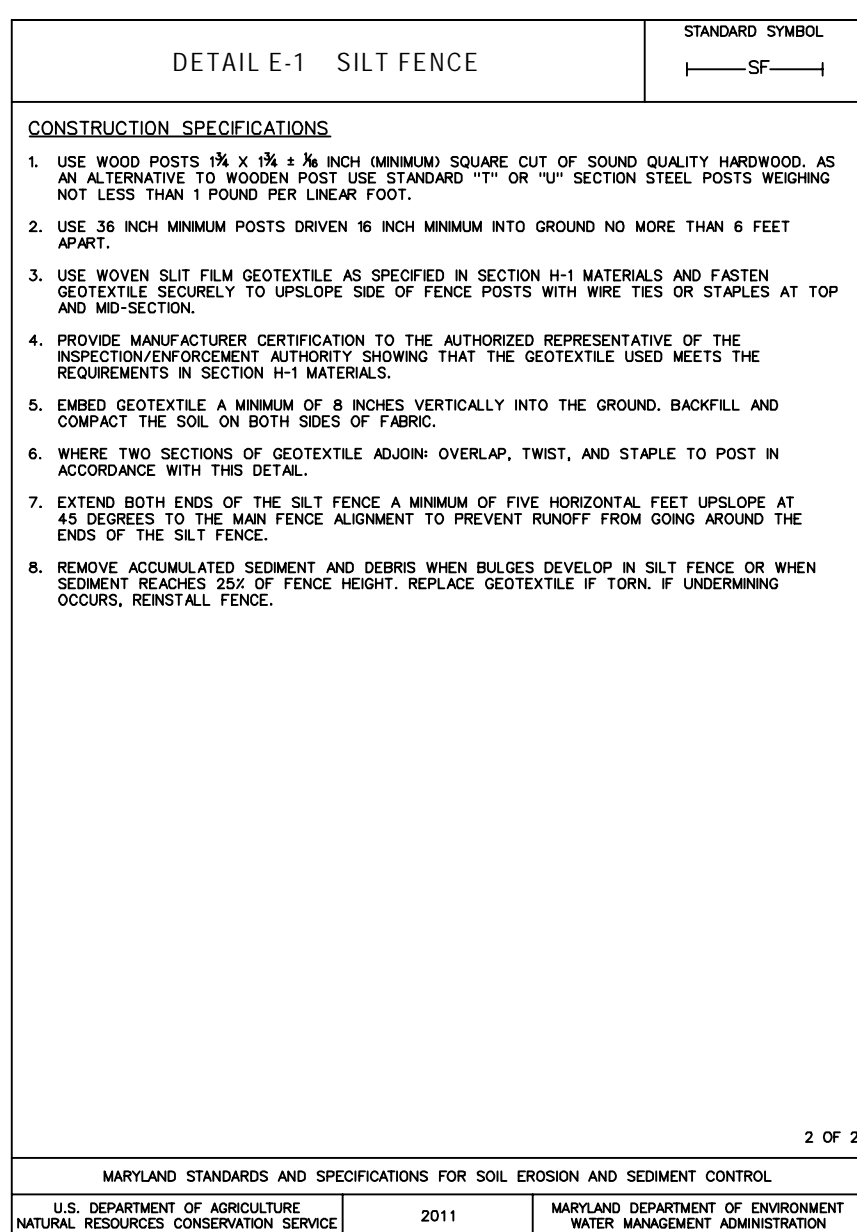 STANDARD SYMBOL
DETAIL E-1 SILT FENCE
SF
CONSTRUCTION SPECIFICATIONS
1. USE WOOD POSTS 1¾ X 1¾ ± 1/16 INCH (MINIMUM) SQUARE CUT OF SOUND QUALITY HARDWOOD. AS
AN ALTERNATIVE TO WOODEN POST USE STANDARD "T" OR "U" SECTION STEEL POSTS WEIGHING
NOT LESS THAN 1 POUND PER LINEAR FOOT.
2. USE 36 INCH MINIMUM POSTS DRIVEN 16 INCH MINIMUM INTO GROUND NO MORE THAN 6 FEET
APART.
3. USE WOVEN SLIT FILM GEOTEXTILE AS SPECIFIED IN SECTION H-1 MATERIALS AND FASTEN
GEOTEXTILE SECURELY TO UPSLOPE SIDE OF FENCE POSTS WITH WIRE TIES OR STAPLES AT TOP
AND MID-SECTION.
4. PROVIDE MANUFACTURER CERTIFICATION TO THE AUTHORIZED REPRESENTATIVE OF THE
INSPECTION/ENFORCEMENT AUTHORITY SHOWING THAT THE GEOTEXTILE USED MEETS THE
REQUIREMENTS IN SECTION H-1 MATERIALS.
5. EMBED GEOTEXTILE A MINIMUM OF 8 INCHES VERTICALLY INTO THE GROUND. BACKFILL AND
COMPACT THE SOIL ON BOTH SIDES OF FABRIC.
6. WHERE TWO SECTIONS OF GEOTEXTILE ADJOIN: OVERLAP, TWIST, AND STAPLE TO POST IN
ACCORDANCE WITH THIS DETAIL.
7. EXTEND BOTH ENDS OF THE SILT FENCE A MINIMUM OF FIVE HORIZONTAL FEET UPSLOPE AT
45 DEGREES TO THE MAIN FENCE ALIGNMENT TO PREVENT RUNOFF FROM GOING AROUND THE
ENDS OF THE SILT FENCE.
8. REMOVE ACCUMULATED SEDIMENT AND DEBRIS WHEN BULGES DEVELOP IN SILT FENCE OR WHEN
SEDIMENT REACHES 25% OF FENCE HEIGHT. REPLACE GEOTEXTILE IF TORN. IF UNDERMINING
OCCURS, REINSTALL FENCE.
2 OF 2
MARYLAND STANDARDS AND SPECIFICATIONS FOR SOIL EROSION AND SEDIMENT CONTROL
U.S. DEPARTMENT OF AGRICULTURE
NATURAL RESOURCES CONSERVATION SERVICE
2011
MARYLAND DEPARTMENT OF ENVIRONMENT
WATER MANAGEMENT ADMINISTRATION